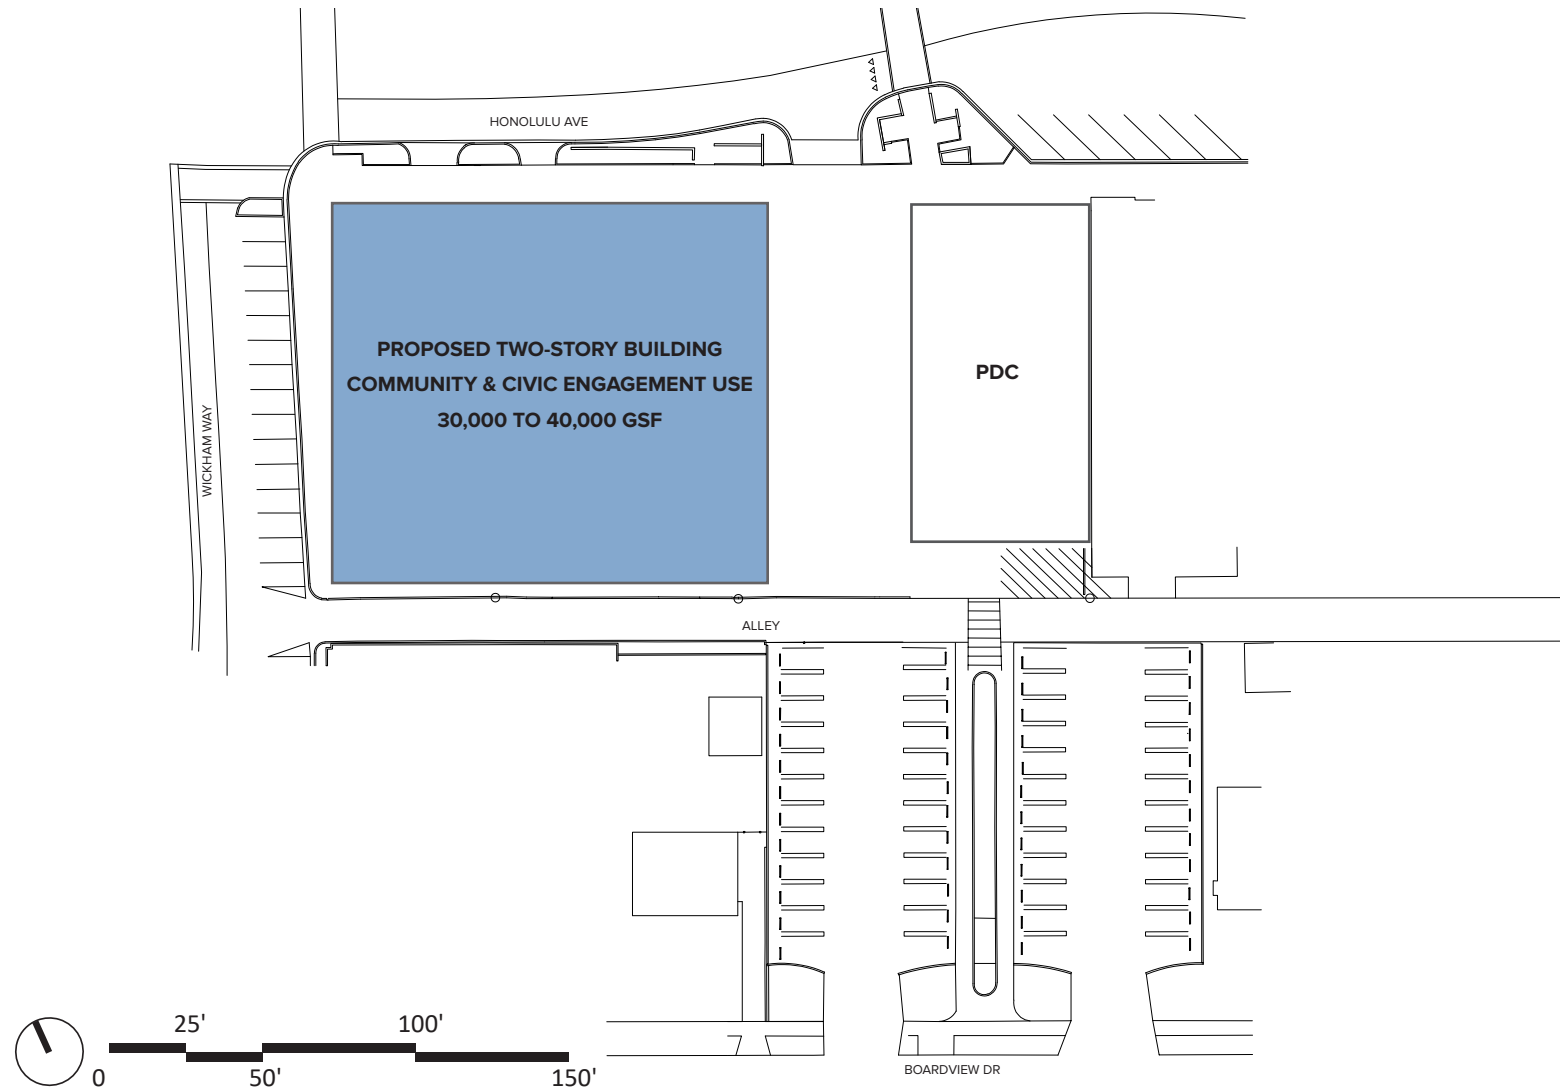 HONOLULU AVE
PROPOSED TWO-STORY BUILDING
COMMUNITY & CIVIC ENGAGEMENT USE
30,000 TO 40,000 GSF
PDC
WICKHAM WAY
ALLEY
25'
100'
0
50'
150'
BOARDVIEW DR